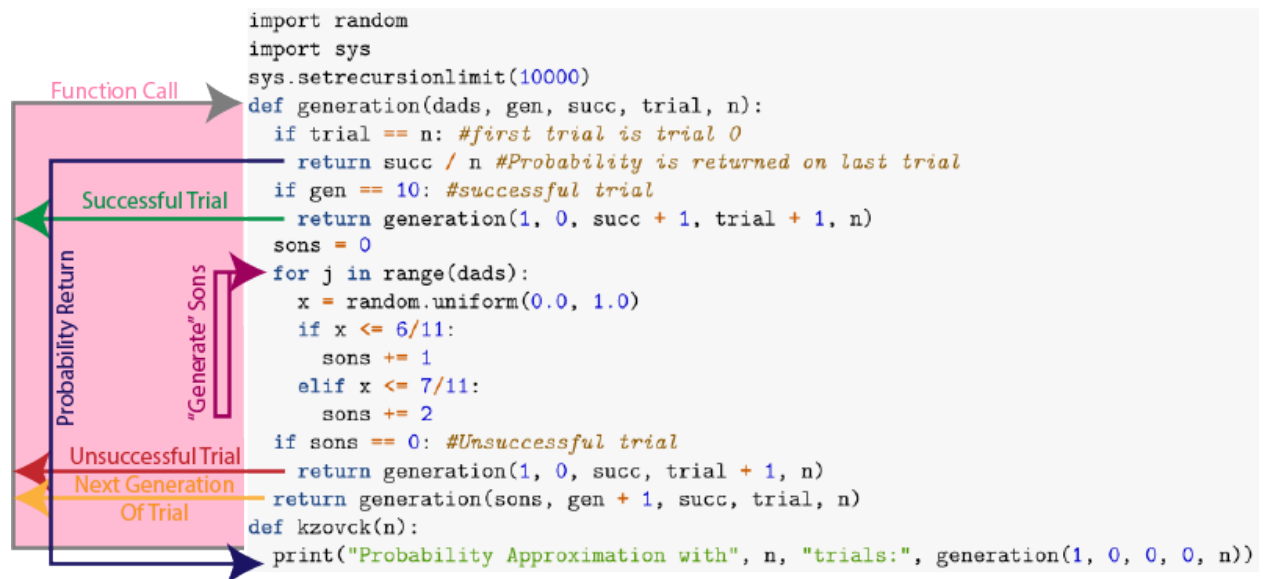 import random
import sys
sys.setrecursionlimit(10000)
Function Call
def generation(dads, gen, succ, trial, n):
if trial == n: #first trial is trial 0
return succ / n #Probability is returned on last trial
if gen == 10: #successful trial
Successful Trial
return generation(1, 0, succ + 1, trial + 1, n)
sons = 0
Probability Return
"Generate" Sons
for j in range(dads):
x = random.uniform(0.0, 1.0)
if x <= 6/11:
sons += 1
elif x <= 7/11:
sons += 2
if sons == 0: #Unsuccessful trial
Unsuccessful Trial
return generation(1, 0, succ, trial + 1, n)
Next Generation
Of Trial
return generation(sons, gen + 1, succ, trial, n)
def kzovck(n):
print("Probability Approximation with", n, "trials:", generation(1, 0, 0, 0, n))